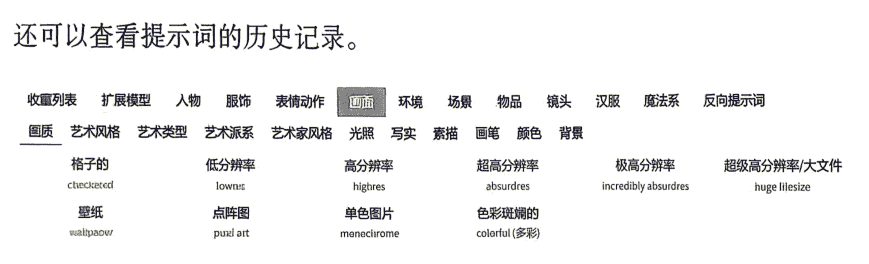 还可以查看提示词的历史记录。
收藏列表 扩展模型 人物 服饰 表情动作 画面 环境 场景 物品 镜头 汉服 魔法系 反向提示词
画质 艺术风格 艺术类型 艺术派系 艺术家风格 光照 写实 素描 画笔 颜色 背景
格子的 低分辨率 高分辨率 超高分辨率 极高分辨率 超级高分辨率/大文件
checkered lowres highres absurdres incredibly absurdres huge filesize
壁纸 点阵图 单色图片 色彩斑斓的
pixel art monochrome colorful (多彩)